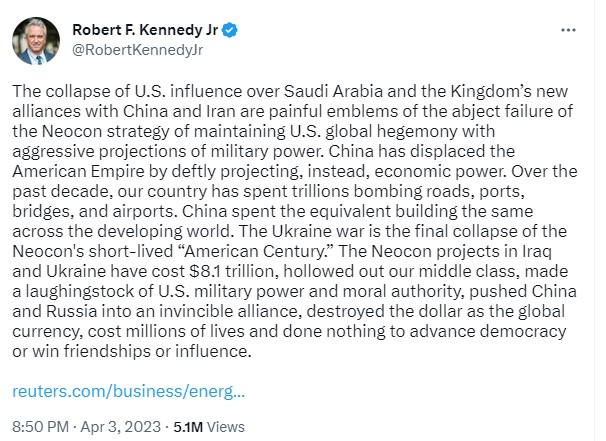 Robert F. Kennedy Jr
@RobertKennedyJr
The collapse of U.S. influence over Saudi Arabia and the Kingdom's new
alliances with China and Iran are painful emblems of the abject failure of
the Neocon strategy of maintaining U.S. global hegemony with
aggressive projections of military power. China has displaced the
American Empire by deftly projecting, instead, economic power. Over the
past decade, our country has spent trillions bombing roads, ports,
bridges, and airports. China spent the equivalent building the same
across the developing world. The Ukraine war is the final collapse of the
Neocon's short-lived “American Century.” The Neocon projects in Iraq
and Ukraine have cost $8.1 trillion, hollowed out our middle class, made
a laughingstock of U.S. military power and moral authority, pushed China
and Russia into an invincible alliance, destroyed the dollar as the global
currency, cost millions of lives and done nothing to advance democracy
or win friendships or influence.
reuters.com/business/energ...
8:50 PM · Apr 3, 2023 · 5.1M Views